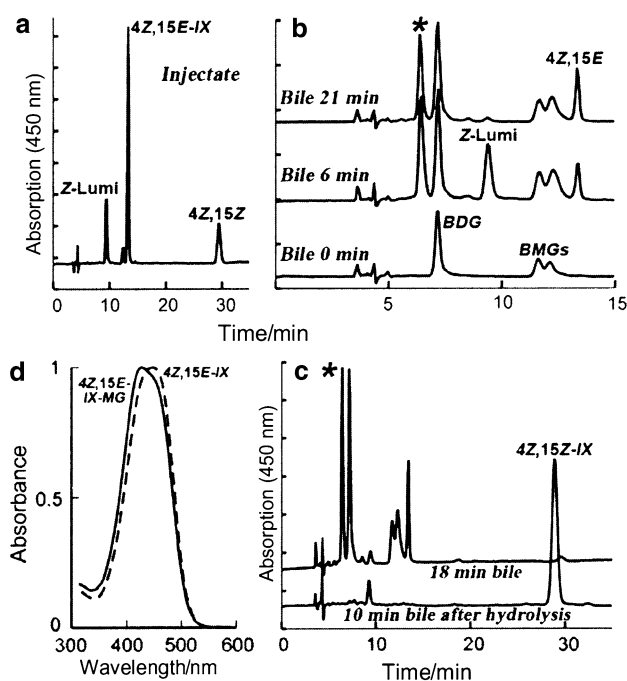 a
4Z,15E-IX
Injectate
Z-Lumi
4Z,15Z
Absorption (450 nm)
0 10 20 30
Time/min
b
*
4Z,15E
Bile 21 min
Z-Lumi
Bile 6 min
BDG
Bile 0 min
BMGs
5 10 15
d
1
4Z,15E-
IX-MG
4Z,15E-IX
0.5
Absorbance
0
300 400 500 600
Wavelength/nm
c
*
4Z,15Z-IX
Absorption (450 nm)
18 min bile
10 min bile after hydrolysis
0 10 20 30
Time/min